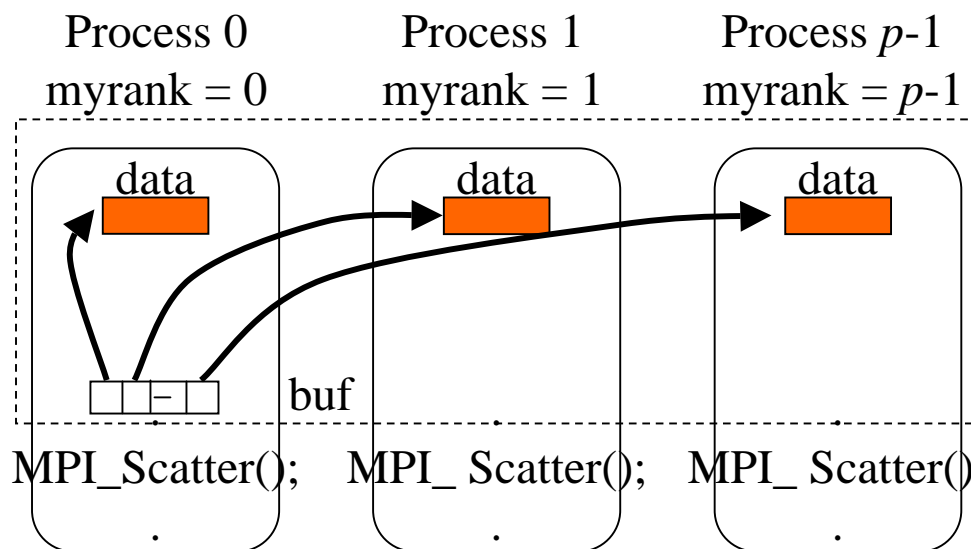 Process 0 Process 1 Process p-1
myrank = 0 myrank = 1 myrank = p-1
data data data
– buf
. . .
MPI_Scatter(); MPI_ Scatter(); MPI_ Scatter()
. . .